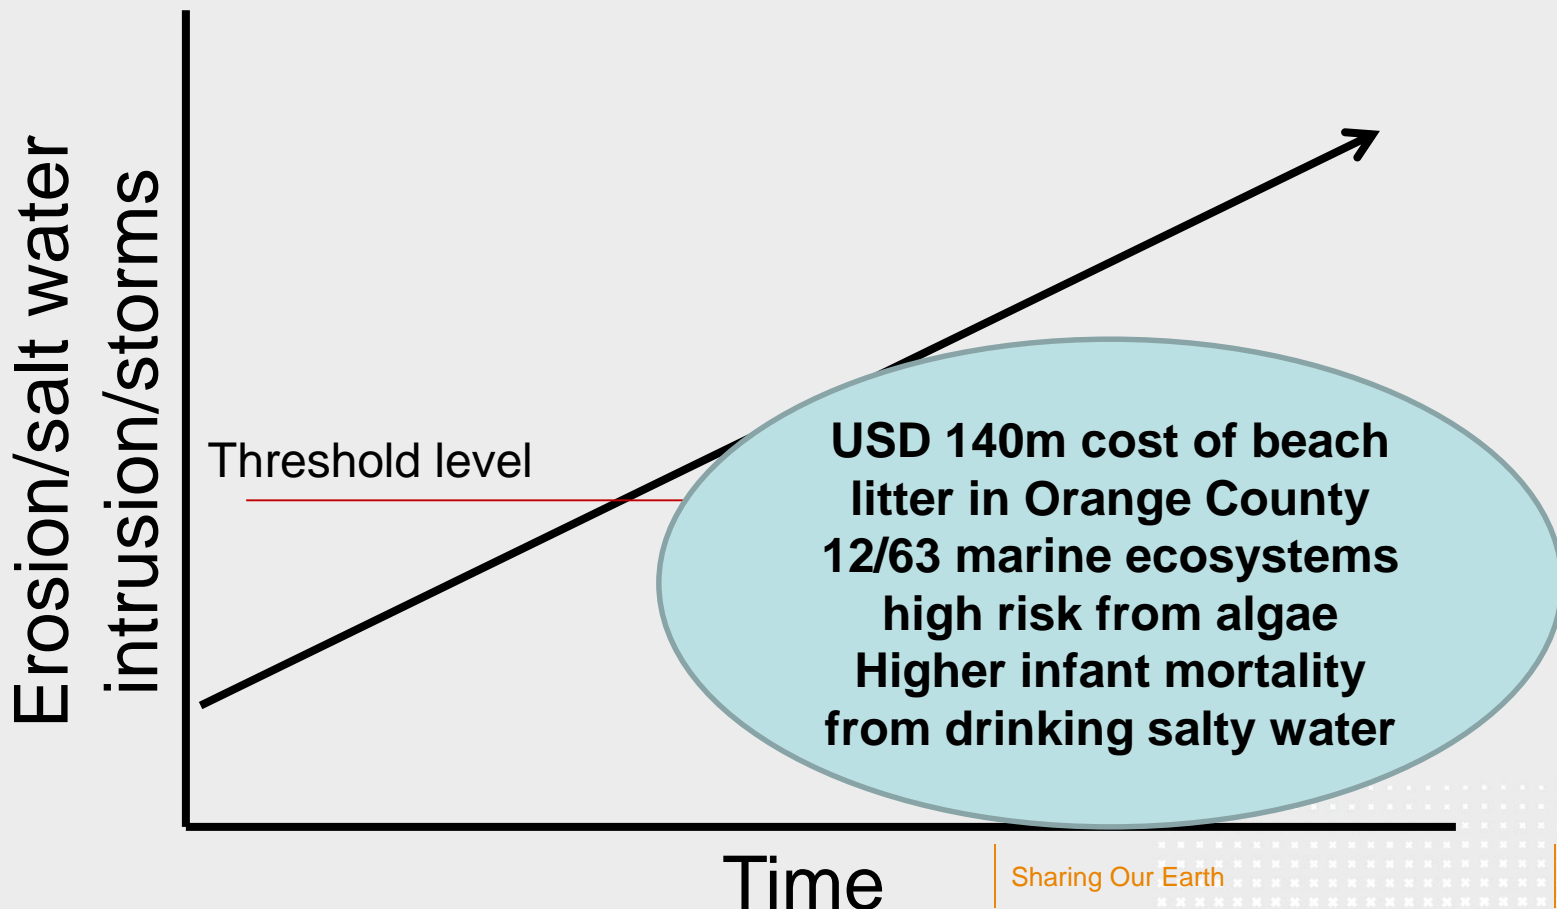 Erosion/salt water
intrusion/storms
Threshold level
USD 140m cost of beach
litter in Orange County
12/63 marine ecosystems
high risk from algae
Higher infant mortality
from drinking salty water
Time
Sharing Our Earth